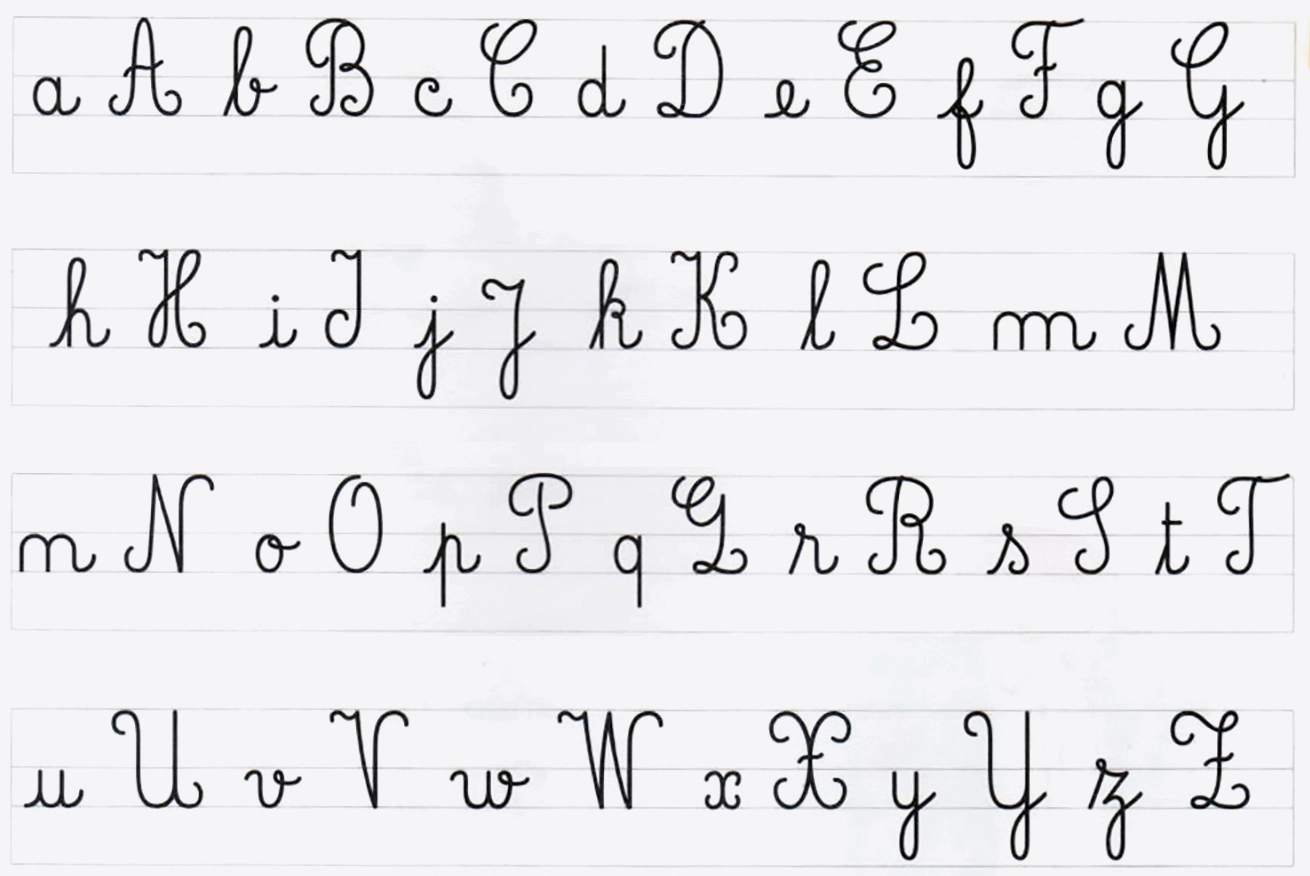 a A b B c C d D e E f F g G
h H i I j J k K l L m M
n N o O p P q Q r R s S t T
u U v V w W x X y Y z Z